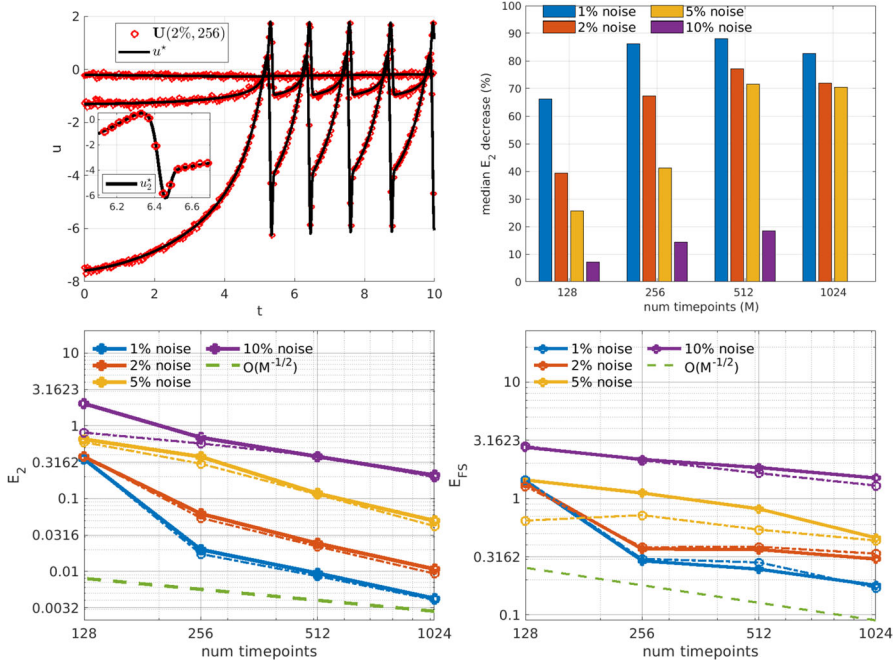 2
0
-2
-4
-6
-8
u
U(2%, 256)
u*
0
-2
-4
-6
u₂*
6.2
6.4
6.6
0
2
4
6
8
10
t
100
90
80
70
60
50
40
30
20
10
0
median E₂ decrease (%)
1% noise
5% noise
2% noise
10% noise
128
256
512
1024
num timepoints (M)
10
3.1623
1
0.3162
0.1
0.0316
0.01
0.0032
E₂
1% noise
10% noise
2% noise
O(M⁻¹/²)
5% noise
128
256
512
1024
num timepoints
10
3.1623
1
0.3162
0.1
E_FS
1% noise
10% noise
2% noise
O(M⁻¹/²)
5% noise
128
256
512
1024
num timepoints